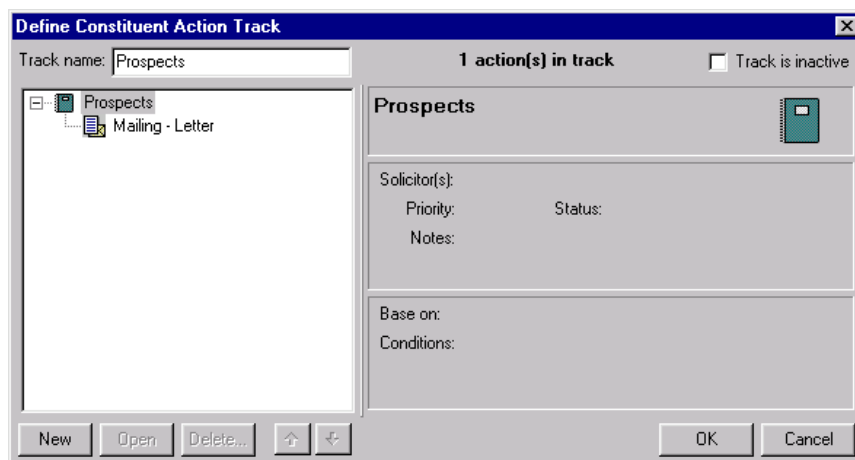 Define Constituent Action Track
Track name: Prospects
1 action(s) in track
Track is inactive
Prospects
Mailing - Letter
Prospects
Solicitor(s):
Priority: Status:
Notes:
Base on:
Conditions:
New Open Delete... OK Cancel